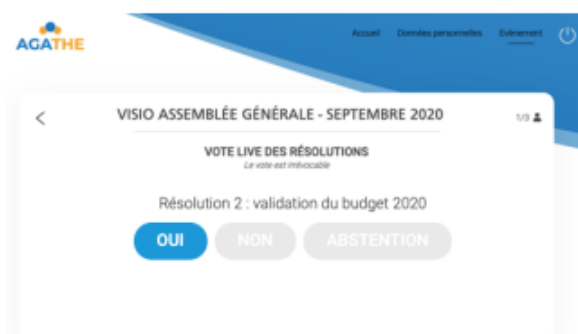 AGATHE
Accueil Données personnelles Evènement
VISIO ASSEMBLÉE GÉNÉRALE - SEPTEMBRE 2020
1/3
VOTE LIVE DES RÉSOLUTIONS
Le vote est irrévocable
Résolution 2 : validation du budget 2020
OUI NON ABSTENTION